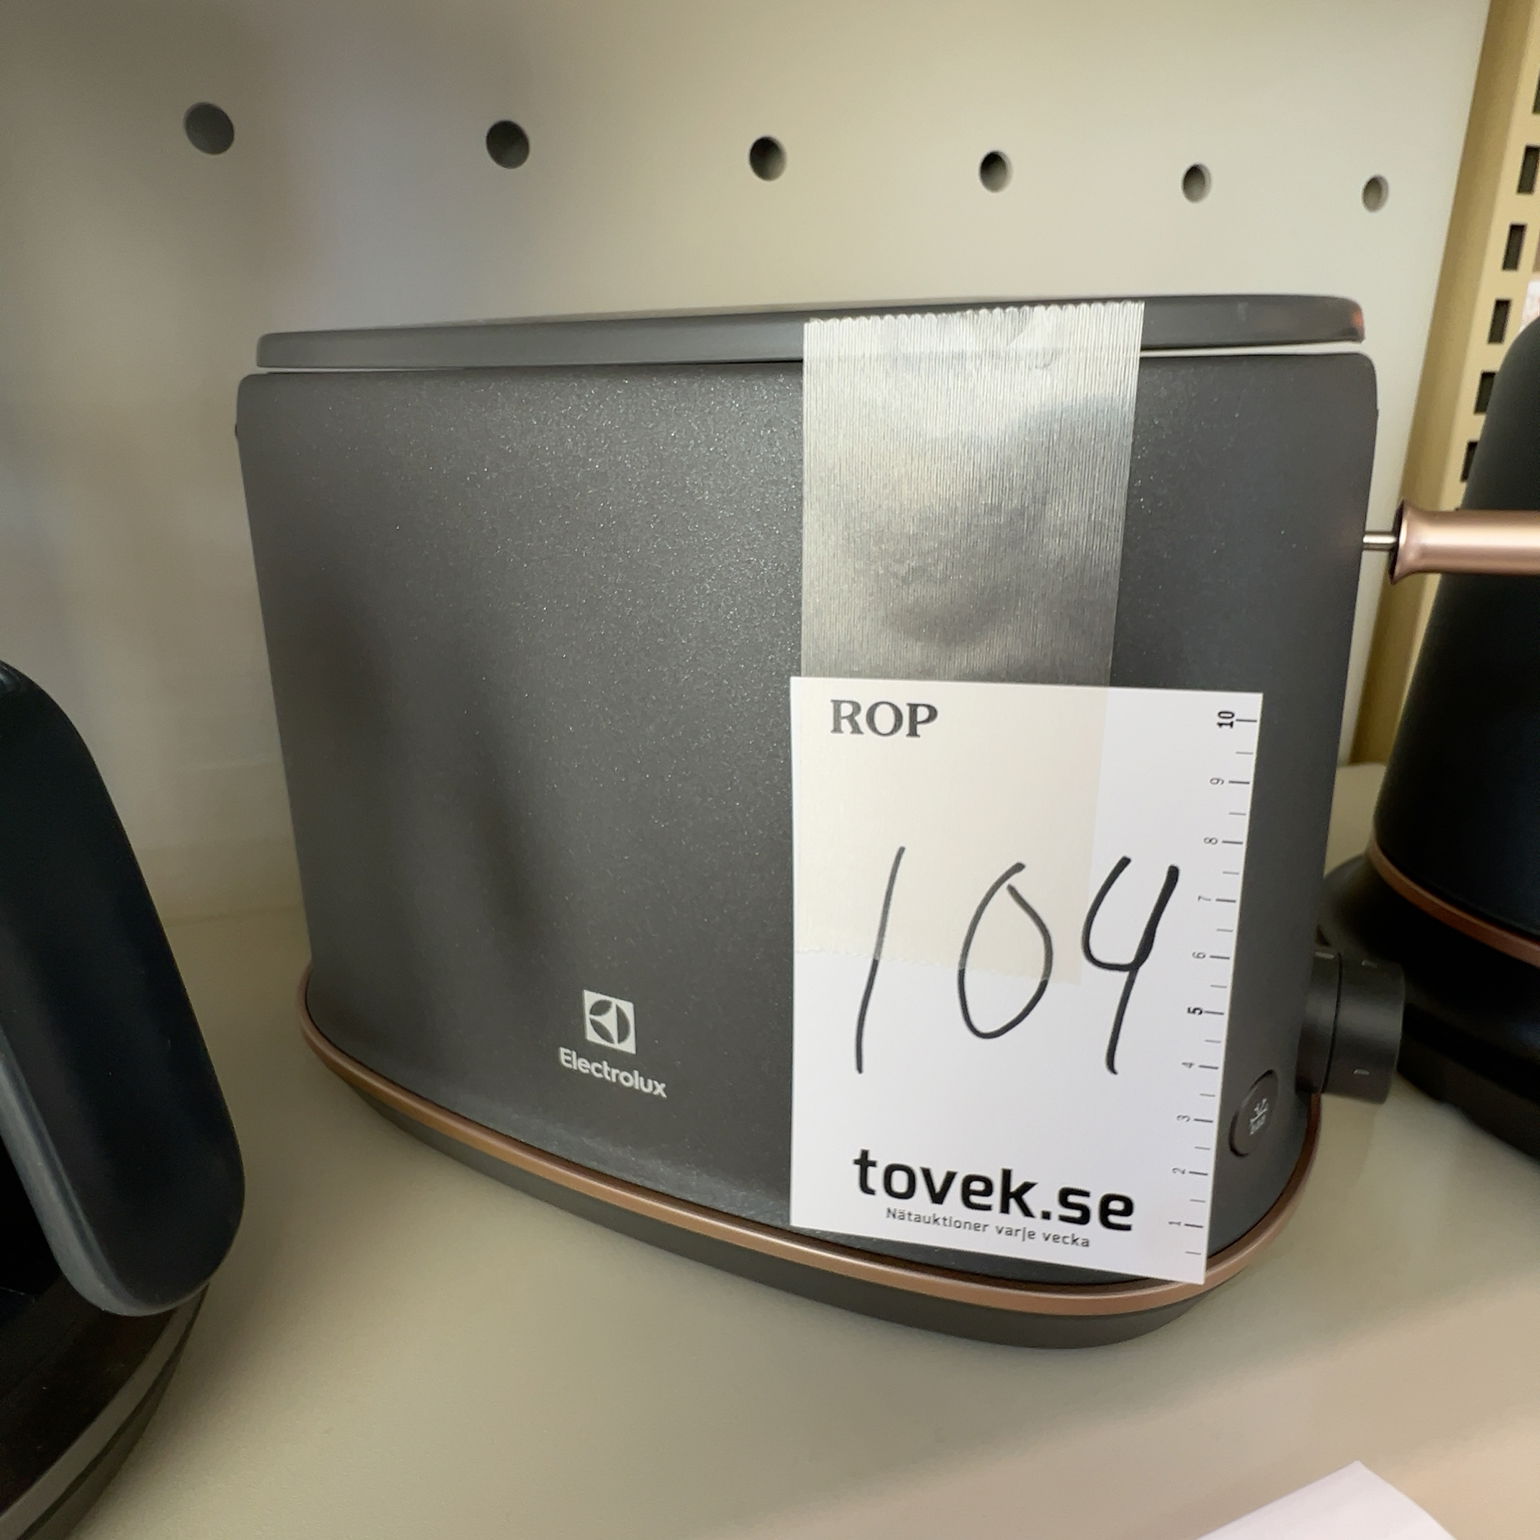 ROP
104
tovek.se
Nätauktioner varje vecka
10
9
8
7
6
5
4
3
2
1
Electrolux